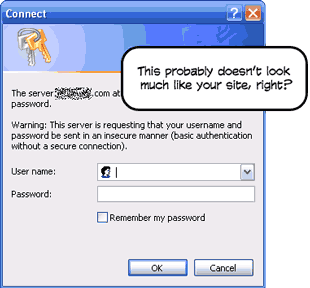 Connect
This probably doesn't look
much like your site, right?
The server .com at
password.
Warning: This server is requesting that your username
and password be sent in an insecure manner (basic authentication
without a secure connection).
User name:
Password:
Remember my password
OK
Cancel